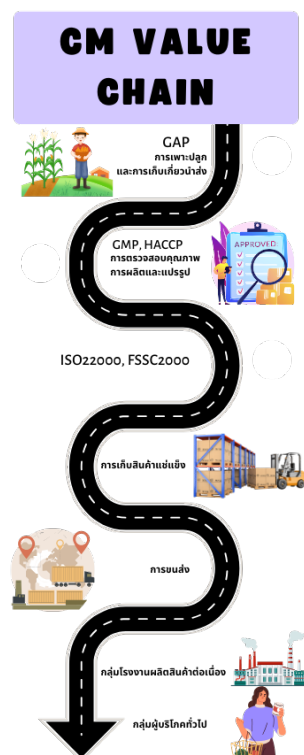 CM VALUE
CHAIN
GAP
การเพาะปลูก
และการเก็บเกี่ยวนำส่ง
GMP, HACCP
การตรวจสอบคุณภาพ
การผลิตและแปรรูป
APPROVED
ISO22000, FSSC2000
การเก็บสินค้าแช่แข็ง
การขนส่ง
กลุ่มโรงงานผลิตสินค้าต่อเนื่อง
กลุ่มผู้บริโภคทั่วไป